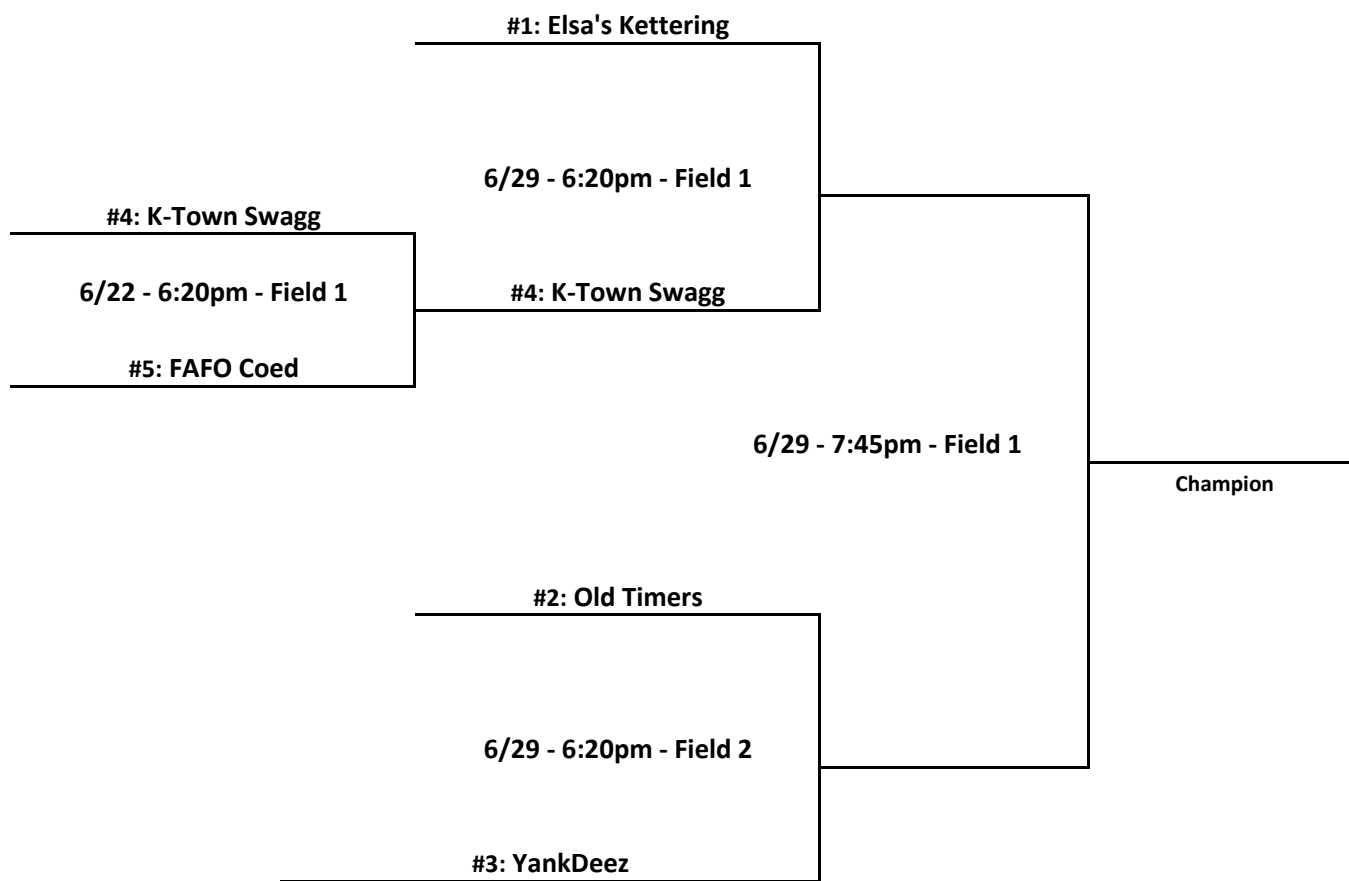 #1: Elsa's Kettering
6/29 - 6:20pm - Field 1
#4: K-Town Swagg
6/22 - 6:20pm - Field 1
#4: K-Town Swagg
#5: FAFO Coed
6/29 - 7:45pm - Field 1
Champion
#2: Old Timers
6/29 - 6:20pm - Field 2
#3: YankDeez